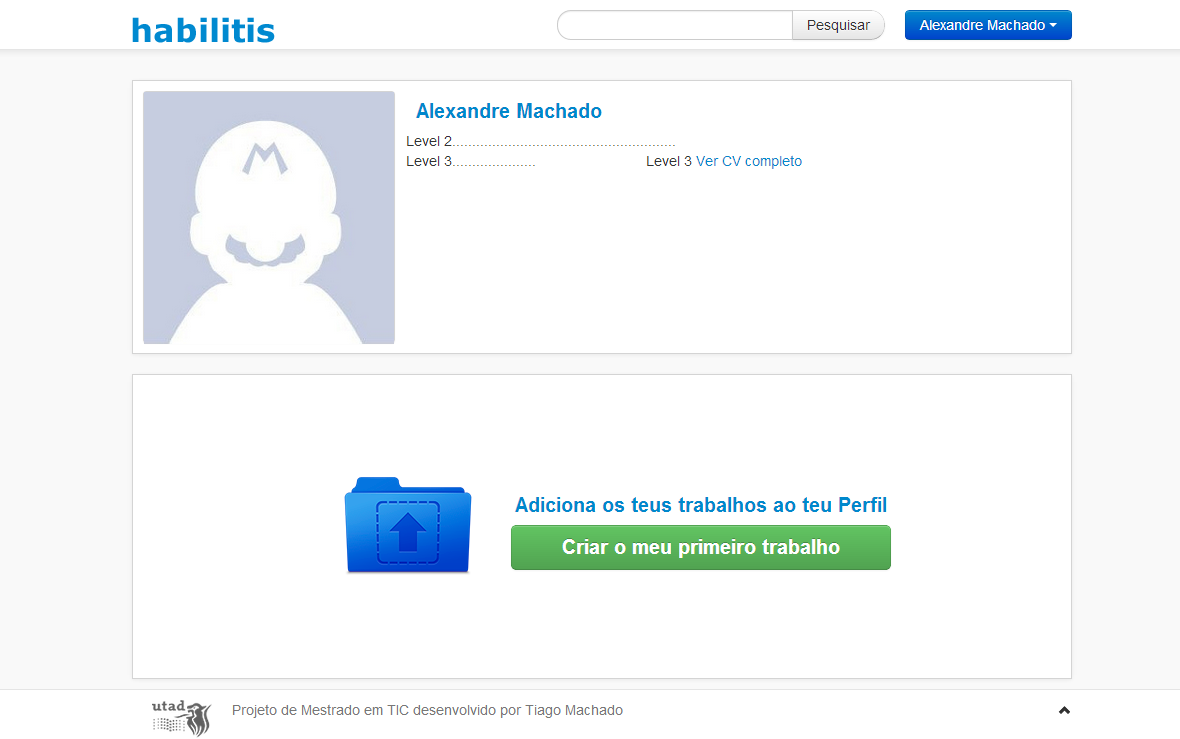 habilitis
Pesquisar
Alexandre Machado
Alexandre Machado
Level 2........................................................
Level 3.....................
Level 3 Ver CV completo
Adiciona os teus trabalhos ao teu Perfil
Criar o meu primeiro trabalho
utad
Projeto de Mestrado em TIC desenvolvido por Tiago Machado